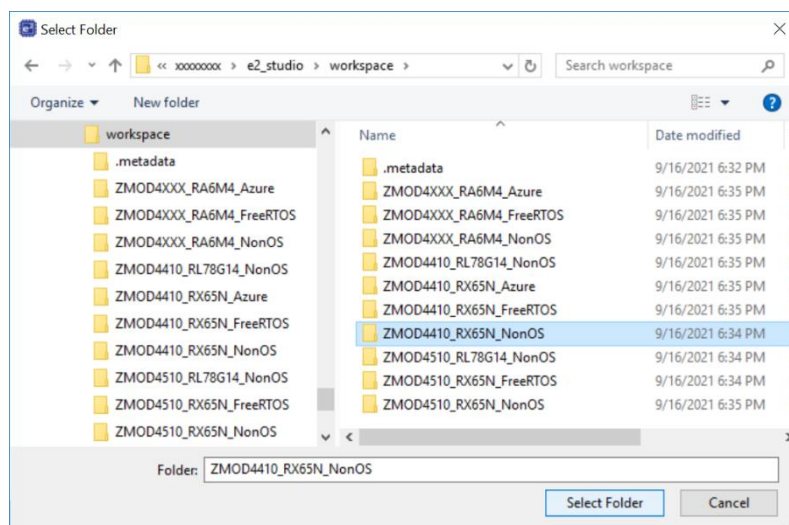 Select Folder
« xxxxxxxx > e2_studio > workspace >
Search workspace
Organize
New folder
workspace
.metadata
ZMOD4XXX_RA6M4_Azure
ZMOD4XXX_RA6M4_FreeRTOS
ZMOD4XXX_RA6M4_NonOS
ZMOD4410_RL78G14_NonOS
ZMOD4410_RX65N_Azure
ZMOD4410_RX65N_FreeRTOS
ZMOD4410_RX65N_NonOS
ZMOD4510_RL78G14_NonOS
ZMOD4510_RX65N_FreeRTOS
ZMOD4510_RX65N_NonOS
Name Date modified
.metadata 9/16/2021 6:32 PM
ZMOD4XXX_RA6M4_Azure 9/16/2021 6:35 PM
ZMOD4XXX_RA6M4_FreeRTOS 9/16/2021 6:35 PM
ZMOD4XXX_RA6M4_NonOS 9/16/2021 6:35 PM
ZMOD4410_RL78G14_NonOS 9/16/2021 6:35 PM
ZMOD4410_RX65N_Azure 9/16/2021 6:35 PM
ZMOD4410_RX65N_FreeRTOS 9/16/2021 6:35 PM
ZMOD4410_RX65N_NonOS 9/16/2021 6:34 PM
ZMOD4510_RL78G14_NonOS 9/16/2021 6:34 PM
ZMOD4510_RX65N_FreeRTOS 9/16/2021 6:34 PM
ZMOD4510_RX65N_NonOS 9/16/2021 6:35 PM
Folder: ZMOD4410_RX65N_NonOS
Select Folder
Cancel